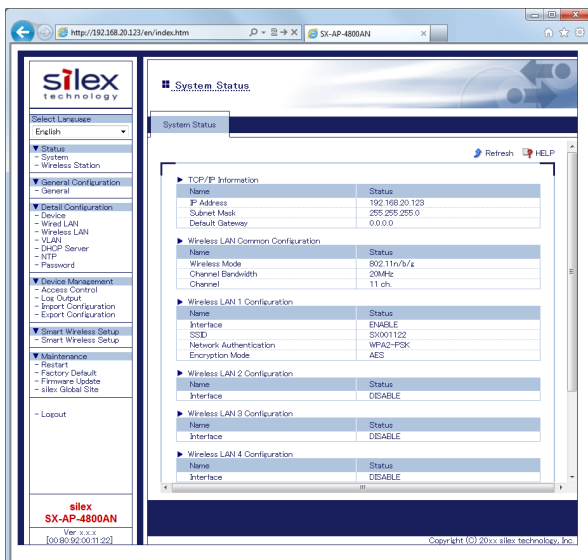 http://192.168.20.123/en/index.htm
SX-AP-4800AN
silex
technology
Select Language
English
Status
- System
- Wireless Station
General Configuration
- General
Detail Configuration
- Device
- Wired LAN
- Wireless LAN
- VLAN
- DHCP Server
- NTP
- Password
Device Management
- Access Control
- Log Output
- Import Configuration
- Export Configuration
Smart Wireless Setup
- Smart Wireless Setup
Maintenance
- Restart
- Factory Default
- Firmware Update
- silex Global Site
- Logout
silex
SX-AP-4800AN
Ver x.x.x
[00:80:92:00:11:22]
System Status
System Status
Refresh HELP
TCP/IP Information
Name Status
IP Address 192.168.20.123
Subnet Mask 255.255.255.0
Default Gateway 0.0.0.0
Wireless LAN Common Configuration
Name Status
Wireless Mode 802.11n/b/g
Channel Bandwidth 20MHz
Channel 11 ch.
Wireless LAN 1 Configuration
Name Status
Interface ENABLE
SSID SX001122
Network Authentication WPA2-PSK
Encryption Mode AES
Wireless LAN 2 Configuration
Name Status
Interface DISABLE
Wireless LAN 3 Configuration
Name Status
Interface DISABLE
Wireless LAN 4 Configuration
Name Status
Interface DISABLE
Copyright (C) 20xx silex technology, Inc.